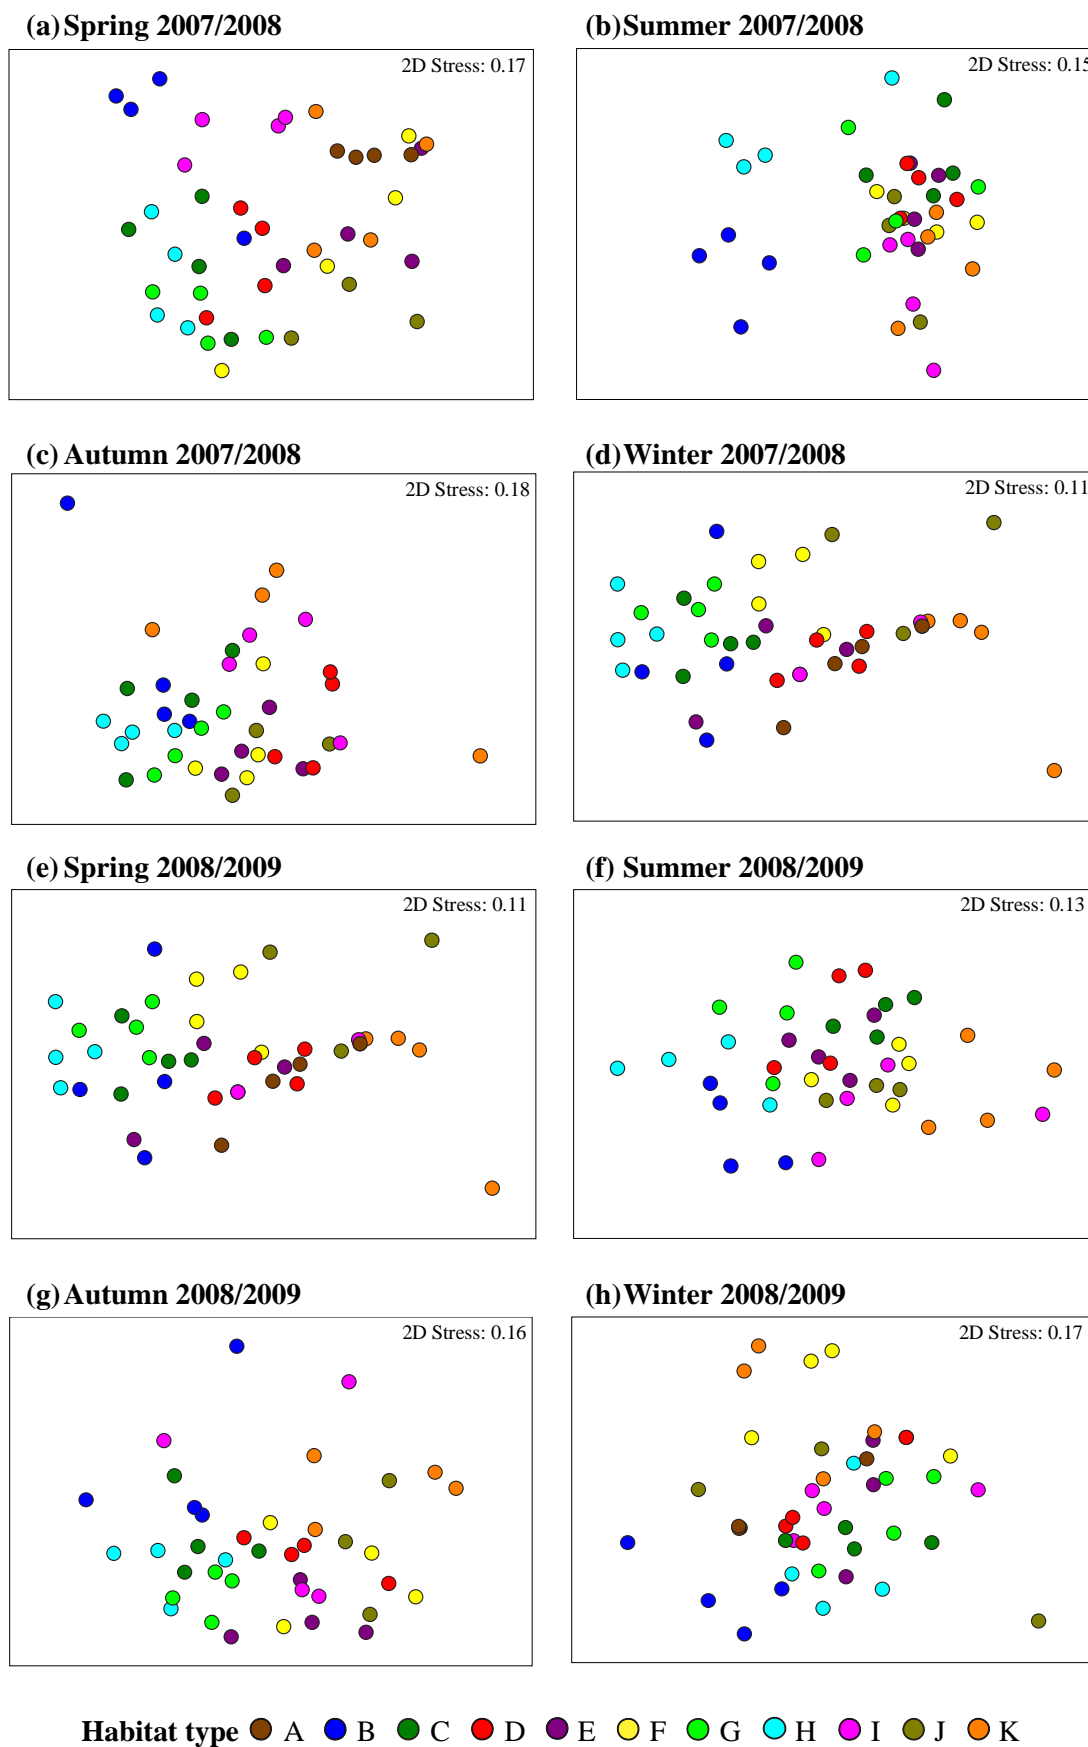 (a) Spring 2007/2008
2D Stress: 0.17
(b) Summer 2007/2008
2D Stress: 0.15
(c) Autumn 2007/2008
2D Stress: 0.18
(d) Winter 2007/2008
2D Stress: 0.11
(e) Spring 2008/2009
2D Stress: 0.11
(f) Summer 2008/2009
2D Stress: 0.13
(g) Autumn 2008/2009
2D Stress: 0.16
(h) Winter 2008/2009
2D Stress: 0.17
Habitat type A B C D E F G H I J K